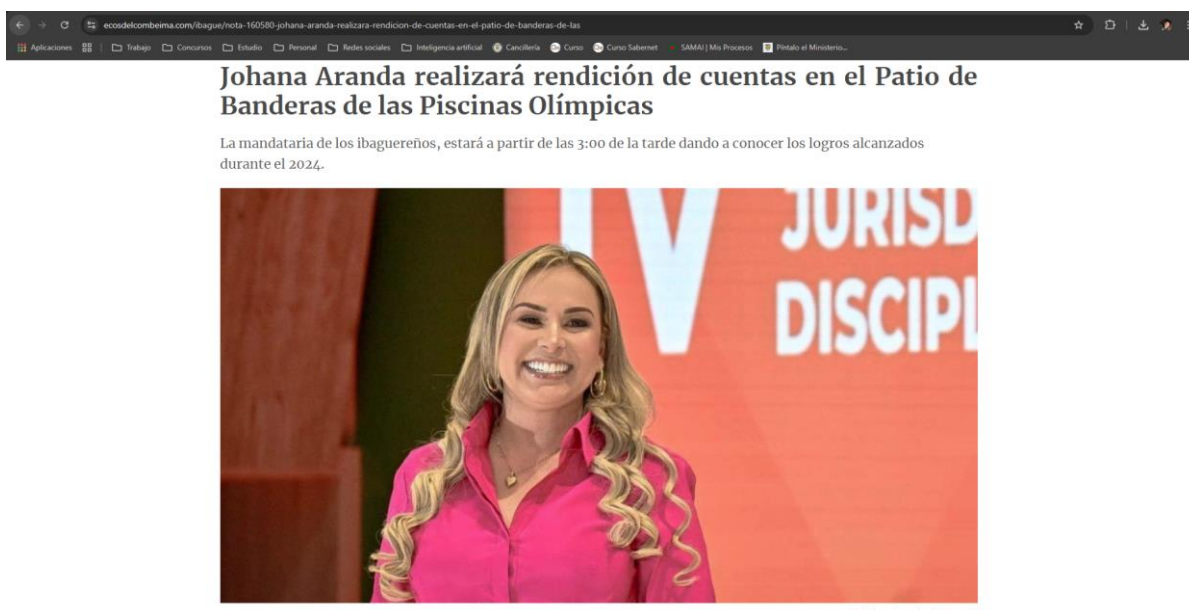 ecosdelcombeima.com/ibague/nota-160580-johana-aranda-realizara-rendicion-de-cuentas-en-el-patio-de-banderas-de-las
Aplicaciones Trabajo Concursos Estudio Personal Redes sociales Inteligencia artificial Cancillería Curso Curso Sabernet SAMAI | Mis Procesos Píntalo el Ministerio...
Johana Aranda realizará rendición de cuentas en el Patio de
Banderas de las Piscinas Olímpicas
La mandataria de los ibaguereños, estará a partir de las 3:00 de la tarde dando a conocer los logros alcanzados
durante el 2024.
IV
JURISD
DISCIPL